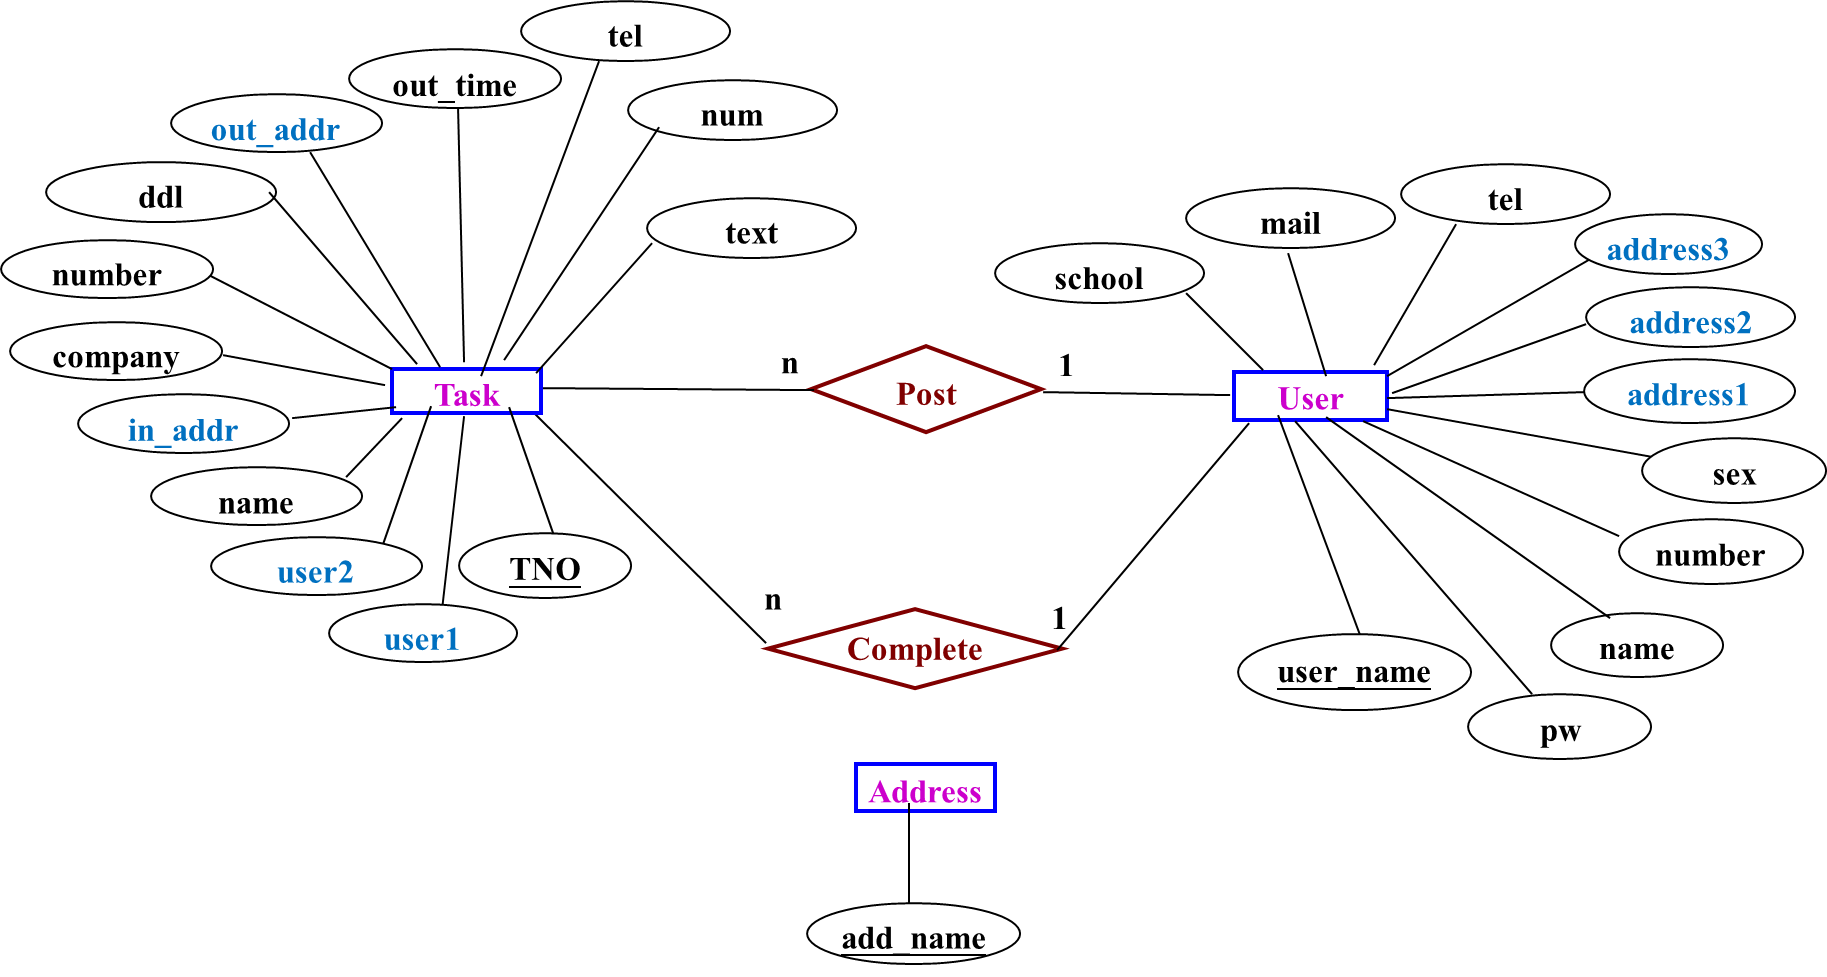 tel
out_time
num
out_addr
ddl
text
number
company
Task
in_addr
name
user2
TNO
user1
n
Post
1
n
Complete
1
tel
mail
address3
school
address2
address1
User
sex
number
name
user_name
pw
Address
add_name